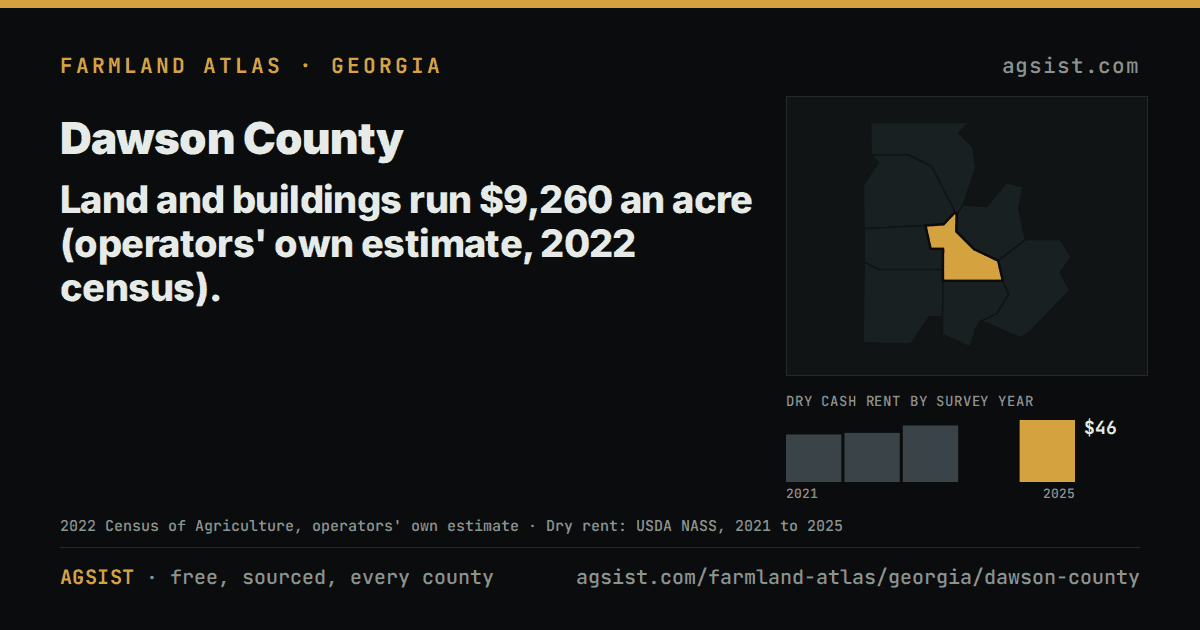 FARMLAND ATLAS · GEORGIA
agsist.com
Dawson County
Land and buildings run $9,260 an acre
(operators' own estimate, 2022
census).
DRY CASH RENT BY SURVEY YEAR
$46
2021
2025
2022 Census of Agriculture, operators' own estimate · Dry rent: USDA NASS, 2021 to 2025
AGSIST · free, sourced, every county
agsist.com/farmland-atlas/georgia/dawson-county